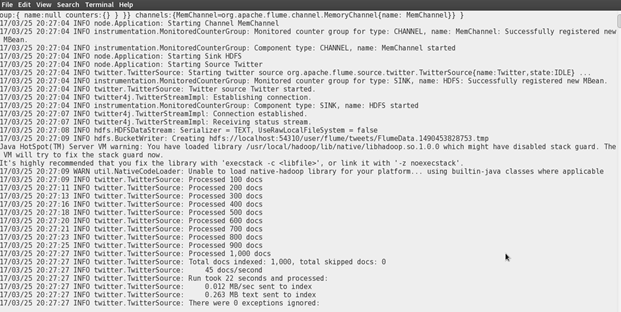 File Edit View Search Terminal Help
oup:{ name:null counters:{} } }} channels:{MemChannel=org.apache.flume.channel.MemoryChannel{name: MemChannel}} }
17/03/25 20:27:04 INFO node.Application: Starting Channel MemChannel
17/03/25 20:27:04 INFO instrumentation.MonitoredCounterGroup: Monitored counter group for type: CHANNEL, name: MemChannel: Successfully registered new
MBean.
17/03/25 20:27:04 INFO instrumentation.MonitoredCounterGroup: Component type: CHANNEL, name: MemChannel started
17/03/25 20:27:04 INFO node.Application: Starting Sink HDFS
17/03/25 20:27:04 INFO node.Application: Starting Source Twitter
17/03/25 20:27:04 INFO twitter.TwitterSource: Starting twitter source org.apache.flume.source.twitter.TwitterSource{name:Twitter,state:IDLE} ...
17/03/25 20:27:04 INFO instrumentation.MonitoredCounterGroup: Monitored counter group for type: SINK, name: HDFS: Successfully registered new MBean.
17/03/25 20:27:04 INFO twitter.TwitterSource: Twitter source Twitter started.
17/03/25 20:27:04 INFO twitter4j.TwitterStreamImpl: Establishing connection.
17/03/25 20:27:04 INFO instrumentation.MonitoredCounterGroup: Component type: SINK, name: HDFS started
17/03/25 20:27:07 INFO twitter4j.TwitterStreamImpl: Connection established.
17/03/25 20:27:07 INFO twitter4j.TwitterStreamImpl: Receiving status stream.
17/03/25 20:27:08 INFO hdfs.HDFSDataStream: Serializer = TEXT, UseRawLocalFileSystem = false
17/03/25 20:27:09 INFO hdfs.BucketWriter: Creating hdfs://localhost:54310/user/flume/tweets/FlumeData.1490453828753.tmp
Java HotSpot(TM) Server VM warning: You have loaded library /usr/local/hadoop/lib/native/libhadoop.so.1.0.0 which might have disabled stack guard. The
VM will try to fix the stack guard now.
It's highly recommended that you fix the library with 'execstack -c <libfile>', or link it with '-z noexecstack'.
17/03/25 20:27:09 WARN util.NativeCodeLoader: Unable to load native-hadoop library for your platform... using builtin-java classes where applicable
17/03/25 20:27:09 INFO twitter.TwitterSource: Processed 100 docs
17/03/25 20:27:11 INFO twitter.TwitterSource: Processed 200 docs
17/03/25 20:27:13 INFO twitter.TwitterSource: Processed 300 docs
17/03/25 20:27:16 INFO twitter.TwitterSource: Processed 400 docs
17/03/25 20:27:18 INFO twitter.TwitterSource: Processed 500 docs
17/03/25 20:27:20 INFO twitter.TwitterSource: Processed 600 docs
17/03/25 20:27:21 INFO twitter.TwitterSource: Processed 700 docs
17/03/25 20:27:23 INFO twitter.TwitterSource: Processed 800 docs
17/03/25 20:27:25 INFO twitter.TwitterSource: Processed 900 docs
17/03/25 20:27:27 INFO twitter.TwitterSource: Processed 1,000 docs
17/03/25 20:27:27 INFO twitter.TwitterSource: Total docs indexed: 1,000, total skipped docs: 0
17/03/25 20:27:27 INFO twitter.TwitterSource:     45 docs/second
17/03/25 20:27:27 INFO twitter.TwitterSource: Run took 22 seconds and processed:
17/03/25 20:27:27 INFO twitter.TwitterSource:     0.012 MB/sec sent to index
17/03/25 20:27:27 INFO twitter.TwitterSource:     0.263 MB text sent to index
17/03/25 20:27:27 INFO twitter.TwitterSource: There were 0 exceptions ignored: